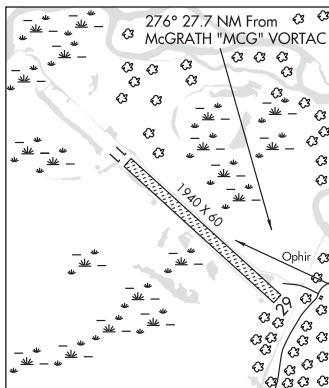 276° 27.7 NM From
McGRATH "MCG" VORTAC
1940 X 60
Ophir
29